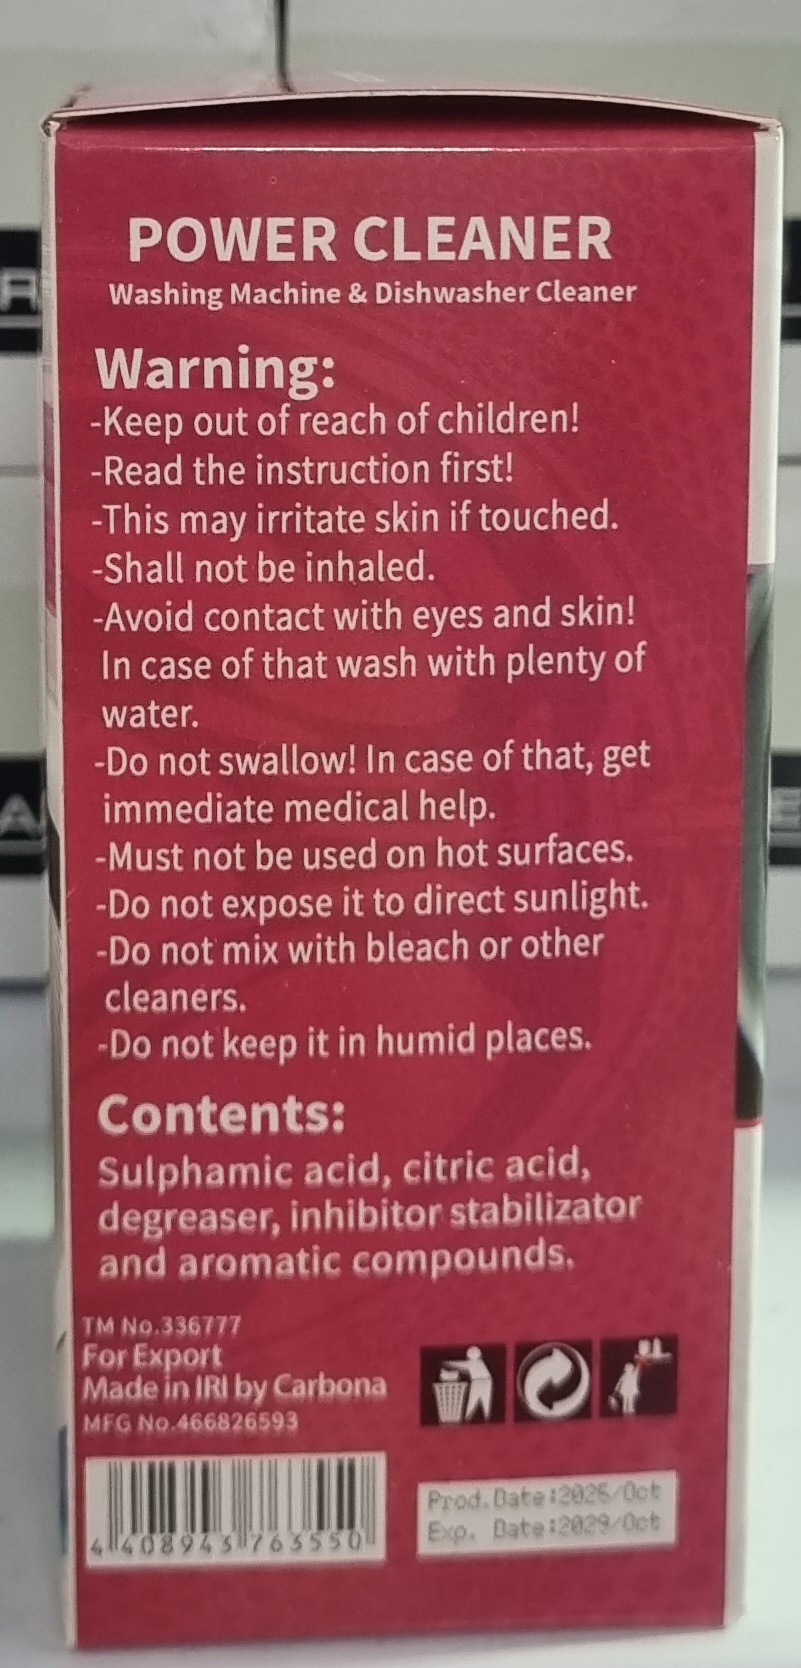 POWER CLEANER
Washing Machine & Dishwasher Cleaner
Warning:
-Keep out of reach of children!
-Read the instruction first!
-This may irritate skin if touched.
-Shall not be inhaled.
-Avoid contact with eyes and skin!
In case of that wash with plenty of
water.
-Do not swallow! In case of that, get
immediate medical help.
-Must not be used on hot surfaces.
-Do not expose it to direct sunlight.
-Do not mix with bleach or other
cleaners.
-Do not keep it in humid places.
Contents:
Sulphamic acid, citric acid,
degreaser, inhibitor stabilizator
and aromatic compounds.
TM No.336777
For Export
Made in IRI by Carbona
MFG No.466826593
4 408943 763550
Prod.Date:2025/Oct
Exp. Date:2029/Oct